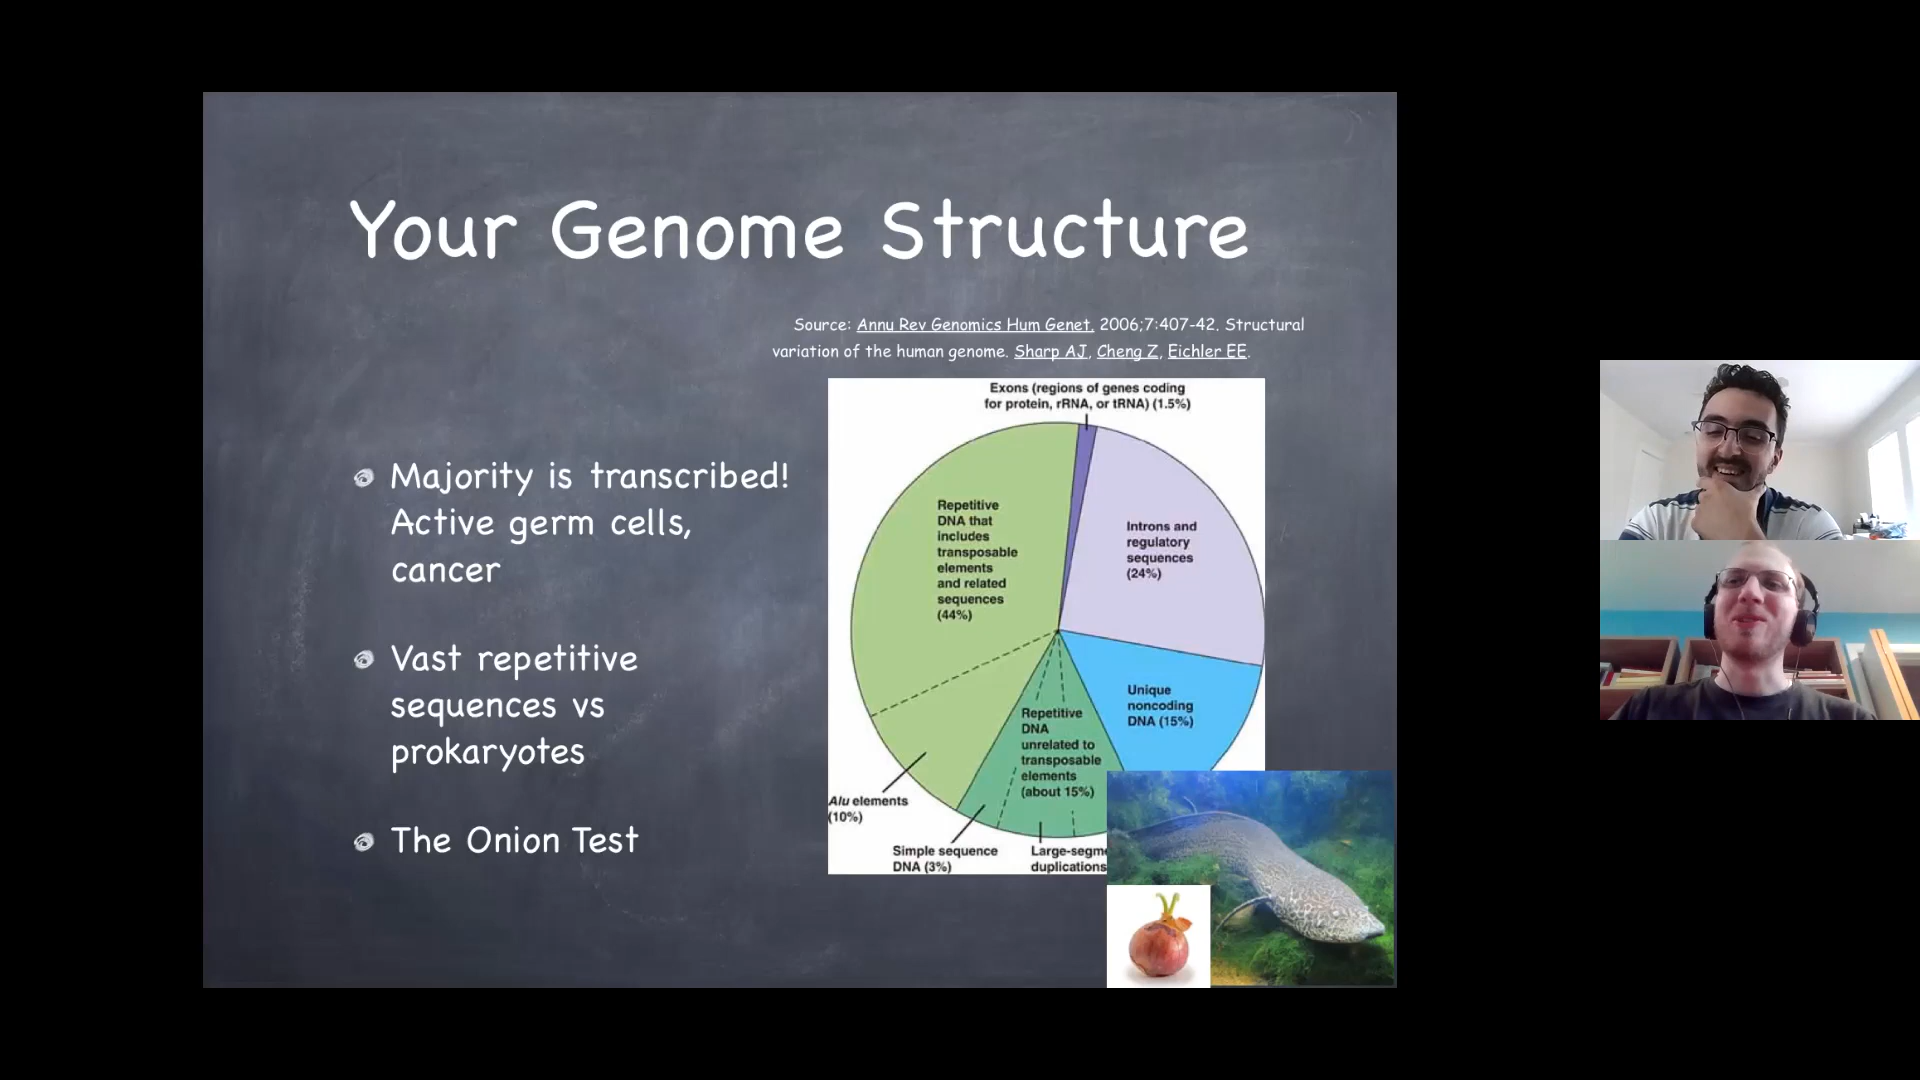 Your Genome Structure
Source: Annu Rev Genomics Hum Genet. 2006;7:407-42. Structural
variation of the human genome. Sharp AJ, Cheng Z, Eichler EE.
Majority is transcribed!
Active germ cells,
cancer
Vast repetitive
sequences vs
prokaryotes
The Onion Test
Exons (regions of genes coding
for protein, rRNA, or tRNA) (1.5%)
Repetitive
DNA that
includes
transposable
elements
and related
sequences
(44%)
Introns and
regulatory
sequences
(24%)
Unique
noncoding
DNA (15%)
Repetitive
DNA
unrelated to
transposable
elements
(about 15%)
Alu elements
(10%)
Simple sequence
DNA (3%)
Large-segme
duplications